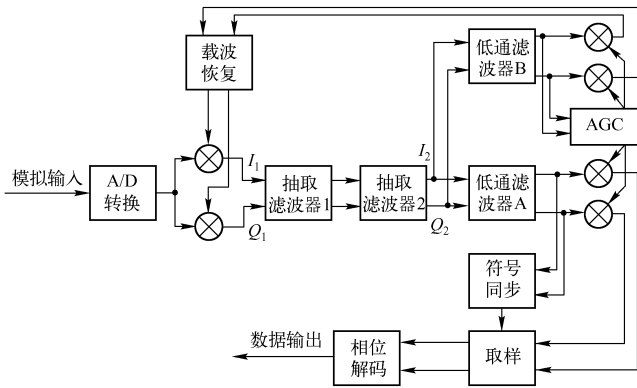 载波
恢复
低通滤
波器B
AGC
模拟输入
A/D
转换
I₁
Q₁
抽取
滤波器1
抽取
滤波器2
I₂
Q₂
低通滤
波器A
符号
同步
数据输出
相位
解码
取样